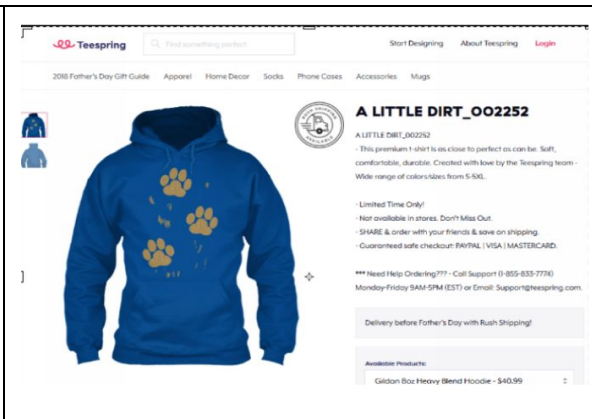 Teespring
Find something perfect
Start Designing
About Teespring
Login
2018 Father's Day Gift Guide
Apparel
Home Decor
Socks
Phone Cases
Accessories
Mugs
RUSH SHIPPING
AVAILABLE
A LITTLE DIRT_002252
A LITTLE DIRT_002252
- This premium t-shirt is as close to perfect as can be. Soft,
comfortable, durable. Created with love by the Teespring team -
Wide range of colors/sizes from S-5XL.
- Limited Time Only!
- Not available in stores. Don't Miss Out.
- SHARE & order with your friends & save on shipping.
- Guaranteed safe checkout: PAYPAL | VISA | MASTERCARD.
*** Need Help Ordering??? - Call Support (1-855-833-7774)
Monday-Friday 9AM-5PM (EST) or Email: Support@teespring.com.
Delivery before Father's Day with Rush Shipping!
Available Products:
Gildan 8oz Heavy Blend Hoodie - $40.99